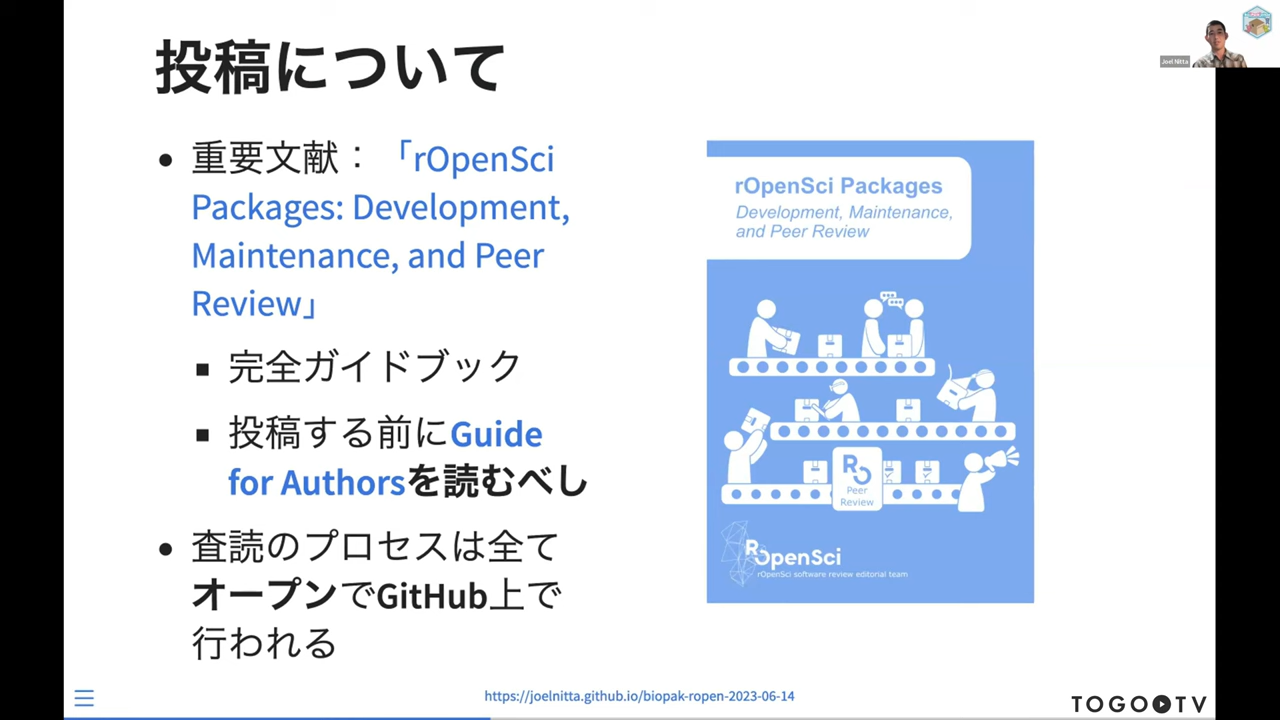 投稿について
重要文献：「rOpenSci
Packages: Development,
Maintenance, and Peer
Review」
完全ガイドブック
投稿する前にGuide
for Authorsを読むべし
査読のプロセスは全て
オープンでGitHub上で
行われる
rOpenSci Packages
Development, Maintenance,
and Peer Review
Peer
Review
rOpenSci
rOpenSci software review editorial team
Joel Nitta
https://joelnitta.github.io/biopak-ropen-2023-06-14
TOGOTV